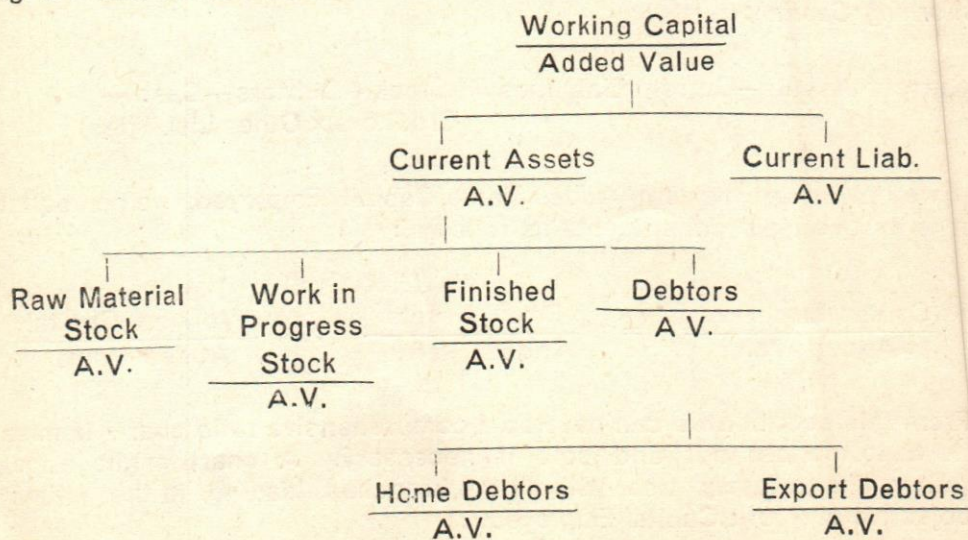 Working Capital
Added Value
Current Assets
A.V.
Current Liab.
A.V
Raw Material
Stock
A.V.
Work in
Progress
Stock
A.V.
Finished
Stock
A.V.
Debtors
A V.
Home Debtors
A.V.
Export Debtors
A.V.